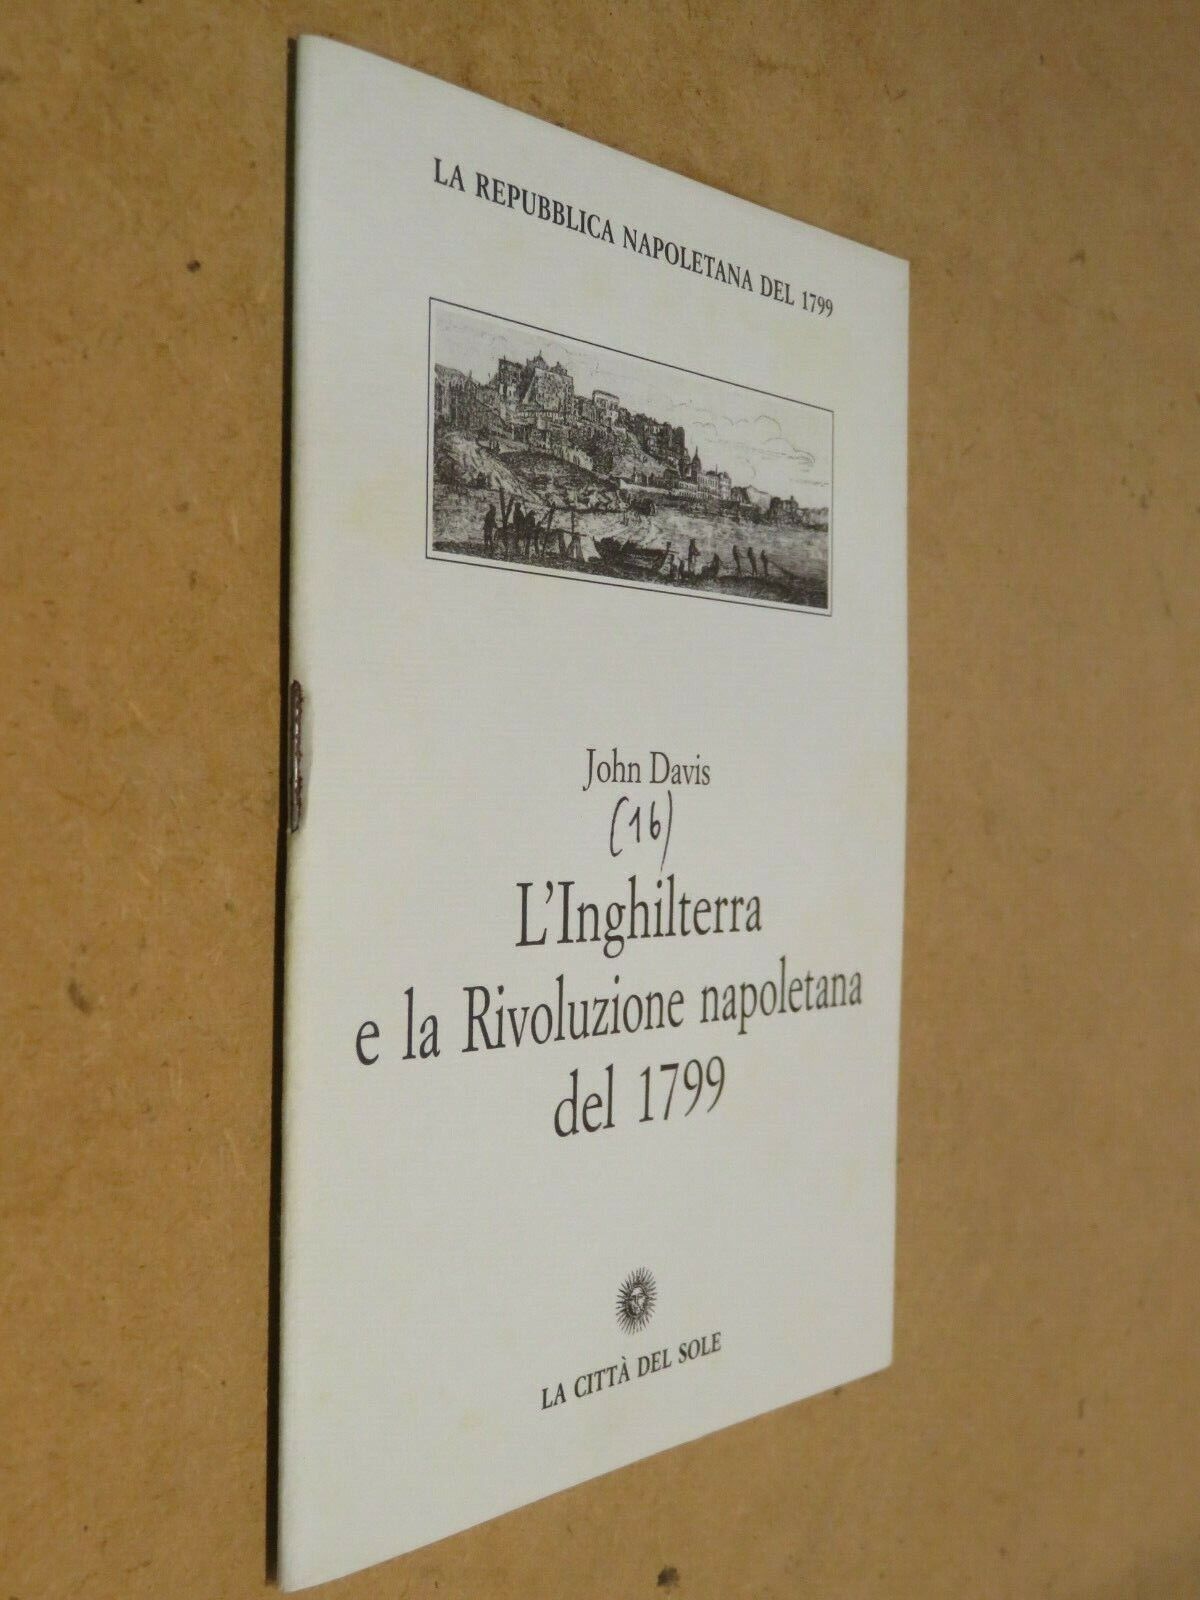 LA REPUBBLICA NAPOLETANA DEL 1799
John Davis
(16)
L'Inghilterra
e la Rivoluzione napoletana
del 1799
LA CITTÀ DEL SOLE